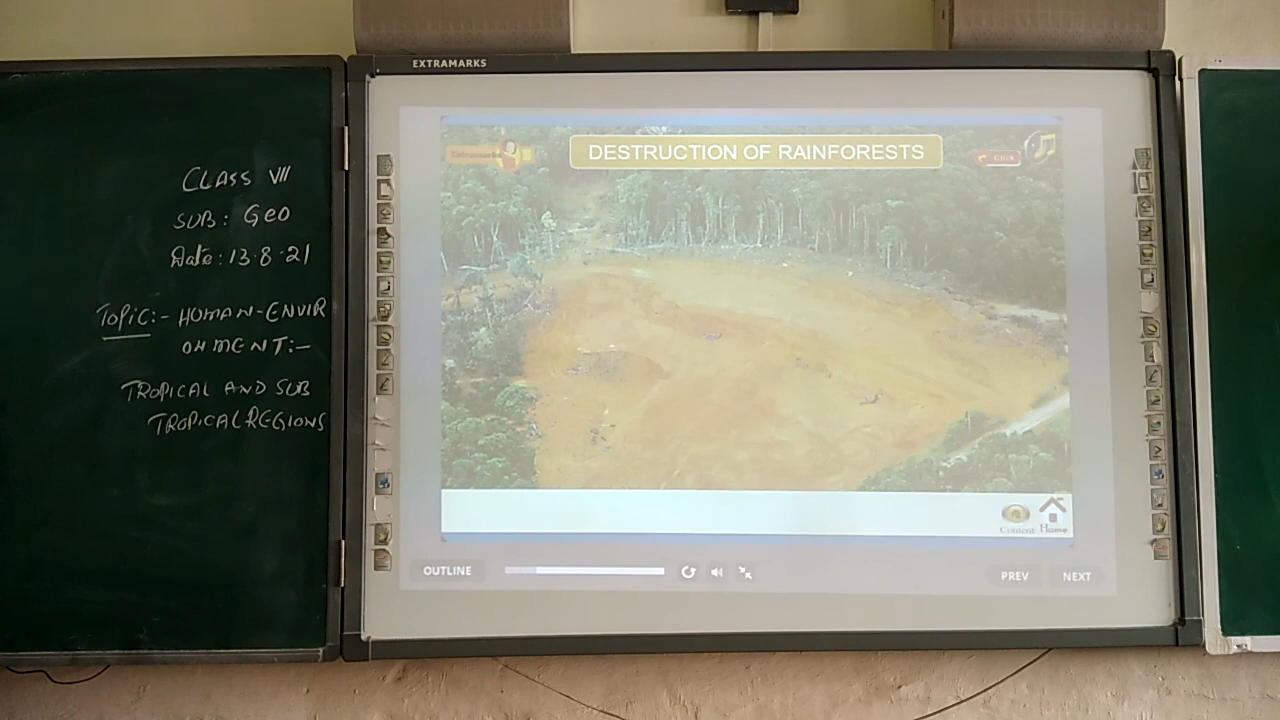 EXTRAMARKS
CLASS VII
SUB: GEO
Date: 13.8.21
TOPIC:- HUMAN-ENVIR
ONMENT:-
TROPICAL AND SUB
TROPICAL REGIONS
Extramarks
DESTRUCTION OF RAINFORESTS
Click
Content Home
OUTLINE
PREV NEXT